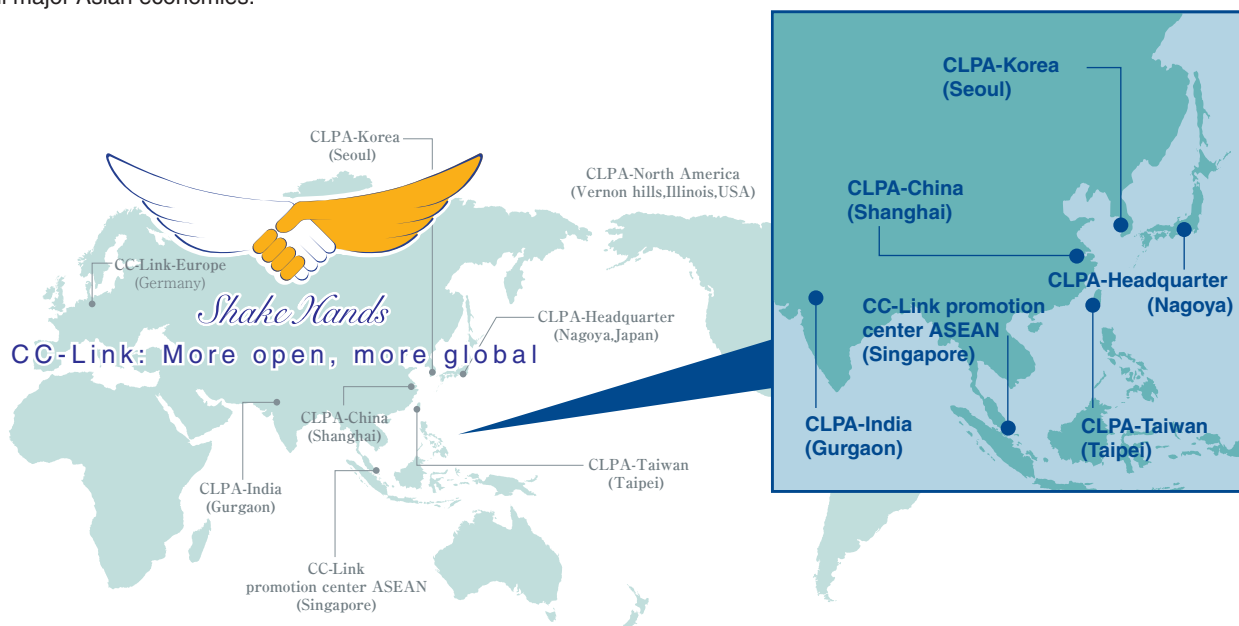 major Asian economies.
CLPA-Korea
(Seoul)
CLPA-North America
(Vernon hills,Illinois,USA)
CC-Link-Europe
(Germany)
Shake Hands
CLPA-Headquarter
(Nagoya,Japan)
CC-Link: More open, more global
CLPA-China
(Shanghai)
CLPA-India
(Gurgaon)
CLPA-Taiwan
(Taipei)
CC-Link
promotion center ASEAN
(Singapore)
CLPA-Korea
(Seoul)
CLPA-China
(Shanghai)
CLPA-Headquarter
(Nagoya)
CC-Link promotion
center ASEAN
(Singapore)
CLPA-India
(Gurgaon)
CLPA-Taiwan
(Taipei)